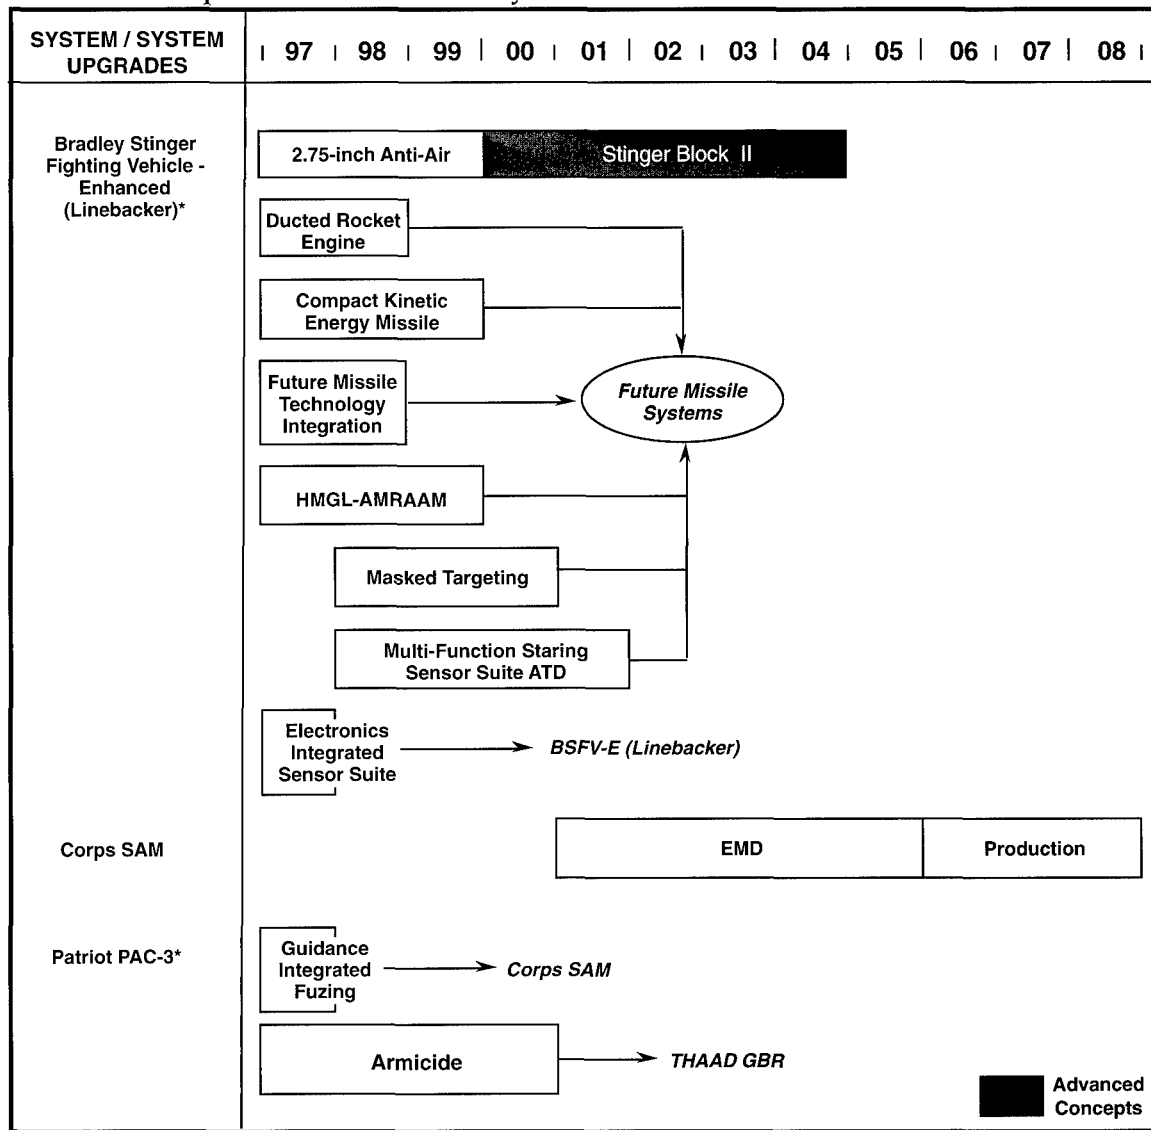 SYSTEM / SYSTEM
UPGRADES
97 98 99 00 01 02 03 04 05 06 07 08
Bradley Stinger
Fighting Vehicle -
Enhanced
(Linebacker)*
2.75-inch Anti-Air
Stinger Block II
Ducted Rocket
Engine
Compact Kinetic
Energy Missile
Future Missile
Technology
Integration
Future Missile
Systems
HMGL-AMRAAM
Masked Targeting
Multi-Function Staring
Sensor Suite ATD
Electronics
Integrated
Sensor Suite
BSFV-E (Linebacker)
Corps SAM
EMD
Production
Patriot PAC-3*
Guidance
Integrated
Fuzing
Corps SAM
Armicide
THAAD GBR
Advanced
Concepts